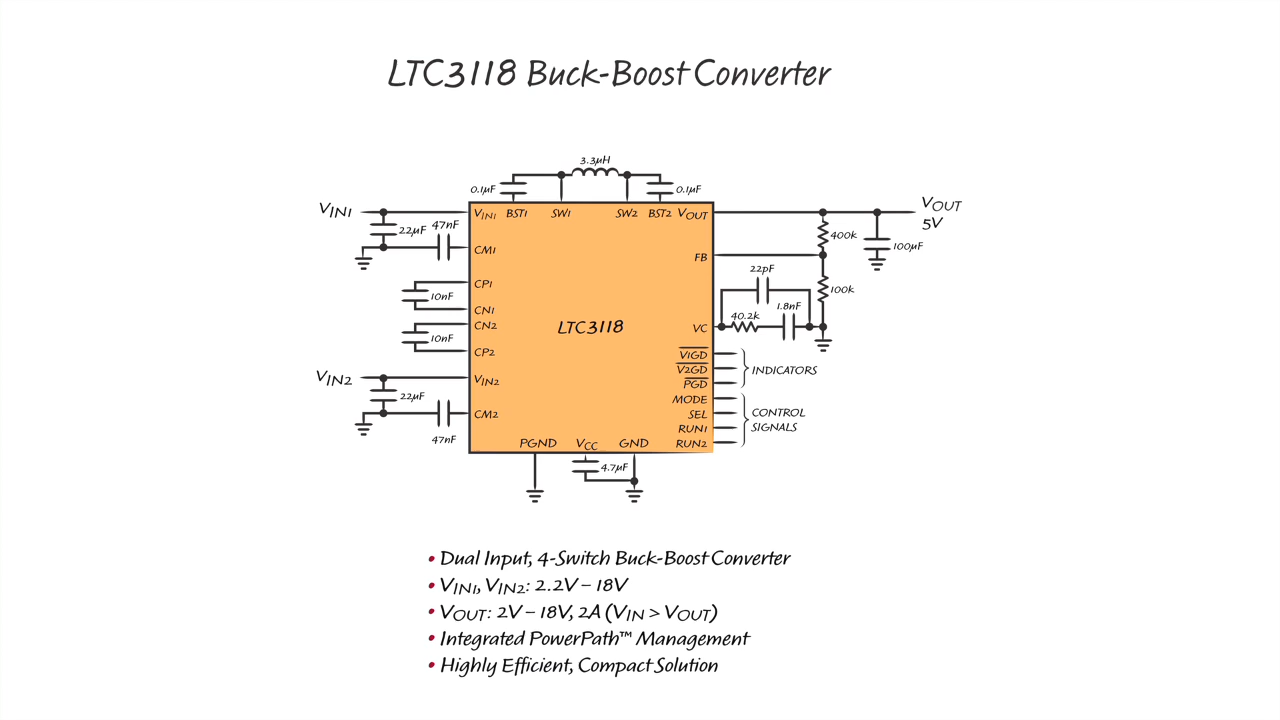 LTC3118 Buck-Boost Converter
3.3µH
0.1µF
0.1µF
VIN1
22µF
47nF
VIN1
BST1
SW1
SW2
BST2
VOUT
VOUT
5V
CM1
400k
100µF
FB
10nF
CP1
CN1
22pF
100k
10nF
CN2
CP2
LTC3118
VC
40.2k
1.8nF
V1GD
V2GD
PGD
INDICATORS
VIN2
22µF
47nF
VIN2
CM2
MODE
SEL
RUN1
RUN2
CONTROL
SIGNALS
PGND
VCC
GND
4.7µF
• Dual Input, 4-Switch Buck-Boost Converter
• VIN1, VIN2: 2.2V – 18V
• VOUT: 2V – 18V, 2A (VIN > VOUT)
• Integrated PowerPath™ Management
• Highly Efficient, Compact Solution